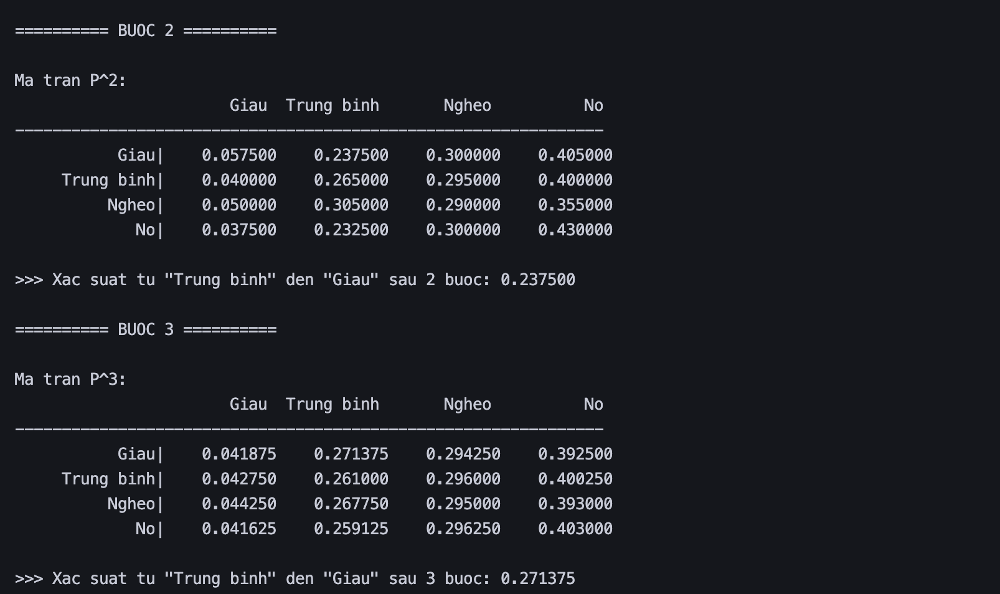 ========== BUOC 2 ==========
Ma tran P^2:
Giau Trung binh Ngheo No
---------------------------------------------------------------
Giau| 0.057500 0.237500 0.300000 0.405000
Trung binh| 0.040000 0.265000 0.295000 0.400000
Ngheo| 0.050000 0.305000 0.290000 0.355000
No| 0.037500 0.232500 0.300000 0.430000
>>> Xac suat tu "Trung binh" den "Giau" sau 2 buoc: 0.237500
========== BUOC 3 ==========
Ma tran P^3:
Giau Trung binh Ngheo No
---------------------------------------------------------------
Giau| 0.041875 0.271375 0.294250 0.392500
Trung binh| 0.042750 0.261000 0.296000 0.400250
Ngheo| 0.044250 0.267750 0.295000 0.393000
No| 0.041625 0.259125 0.296250 0.403000
>>> Xac suat tu "Trung binh" den "Giau" sau 3 buoc: 0.271375